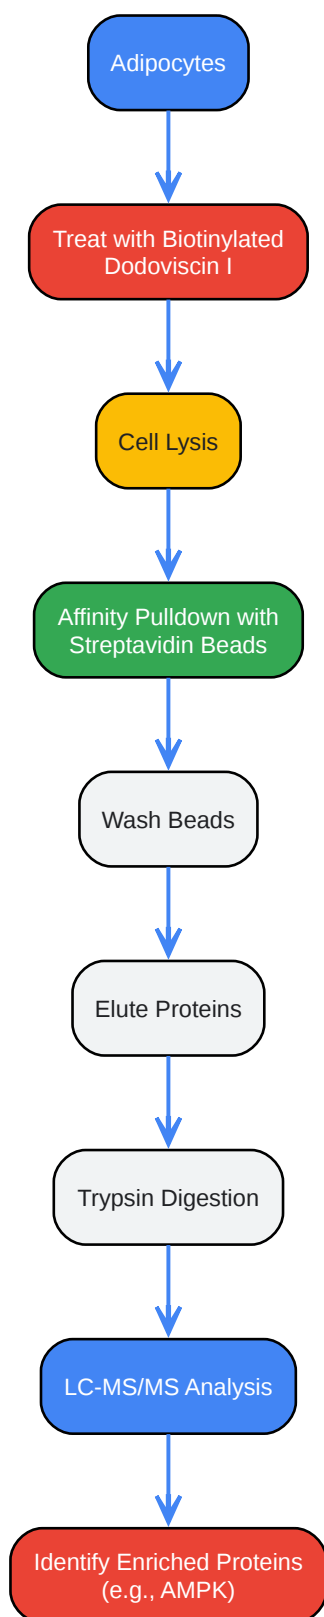 Adipocytes
Treat with Biotinylated
Dodoviscin I
Cell Lysis
Affinity Pulldown with
Streptavidin Beads
Wash Beads
Elute Proteins
Trypsin Digestion
LC-MS/MS Analysis
Identify Enriched Proteins
(e.g., AMPK)